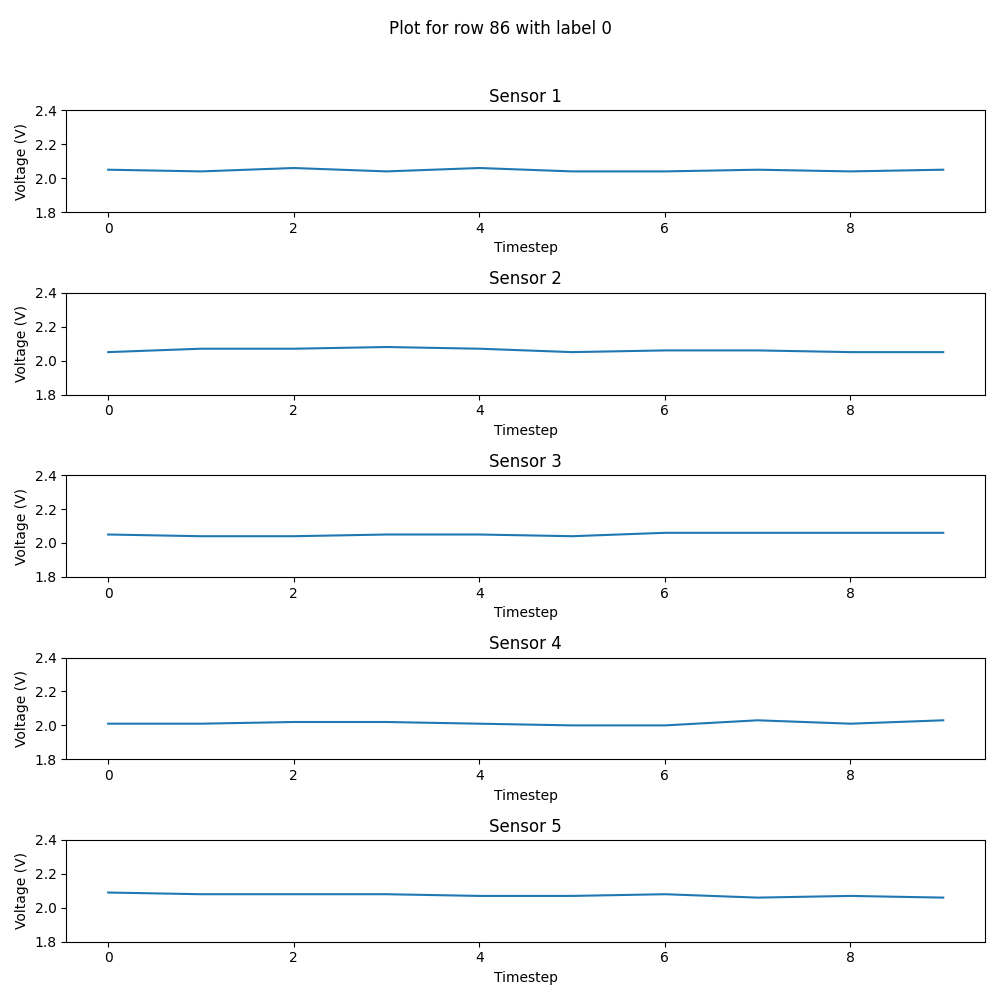 Plot for row 86 with label 0
Sensor 1
2.4
2.2
2.0
1.8
Voltage (V)
0 2 4 6 8
Timestep
Sensor 2
2.4
2.2
2.0
1.8
Voltage (V)
0 2 4 6 8
Timestep
Sensor 3
2.4
2.2
2.0
1.8
Voltage (V)
0 2 4 6 8
Timestep
Sensor 4
2.4
2.2
2.0
1.8
Voltage (V)
0 2 4 6 8
Timestep
Sensor 5
2.4
2.2
2.0
1.8
Voltage (V)
0 2 4 6 8
Timestep